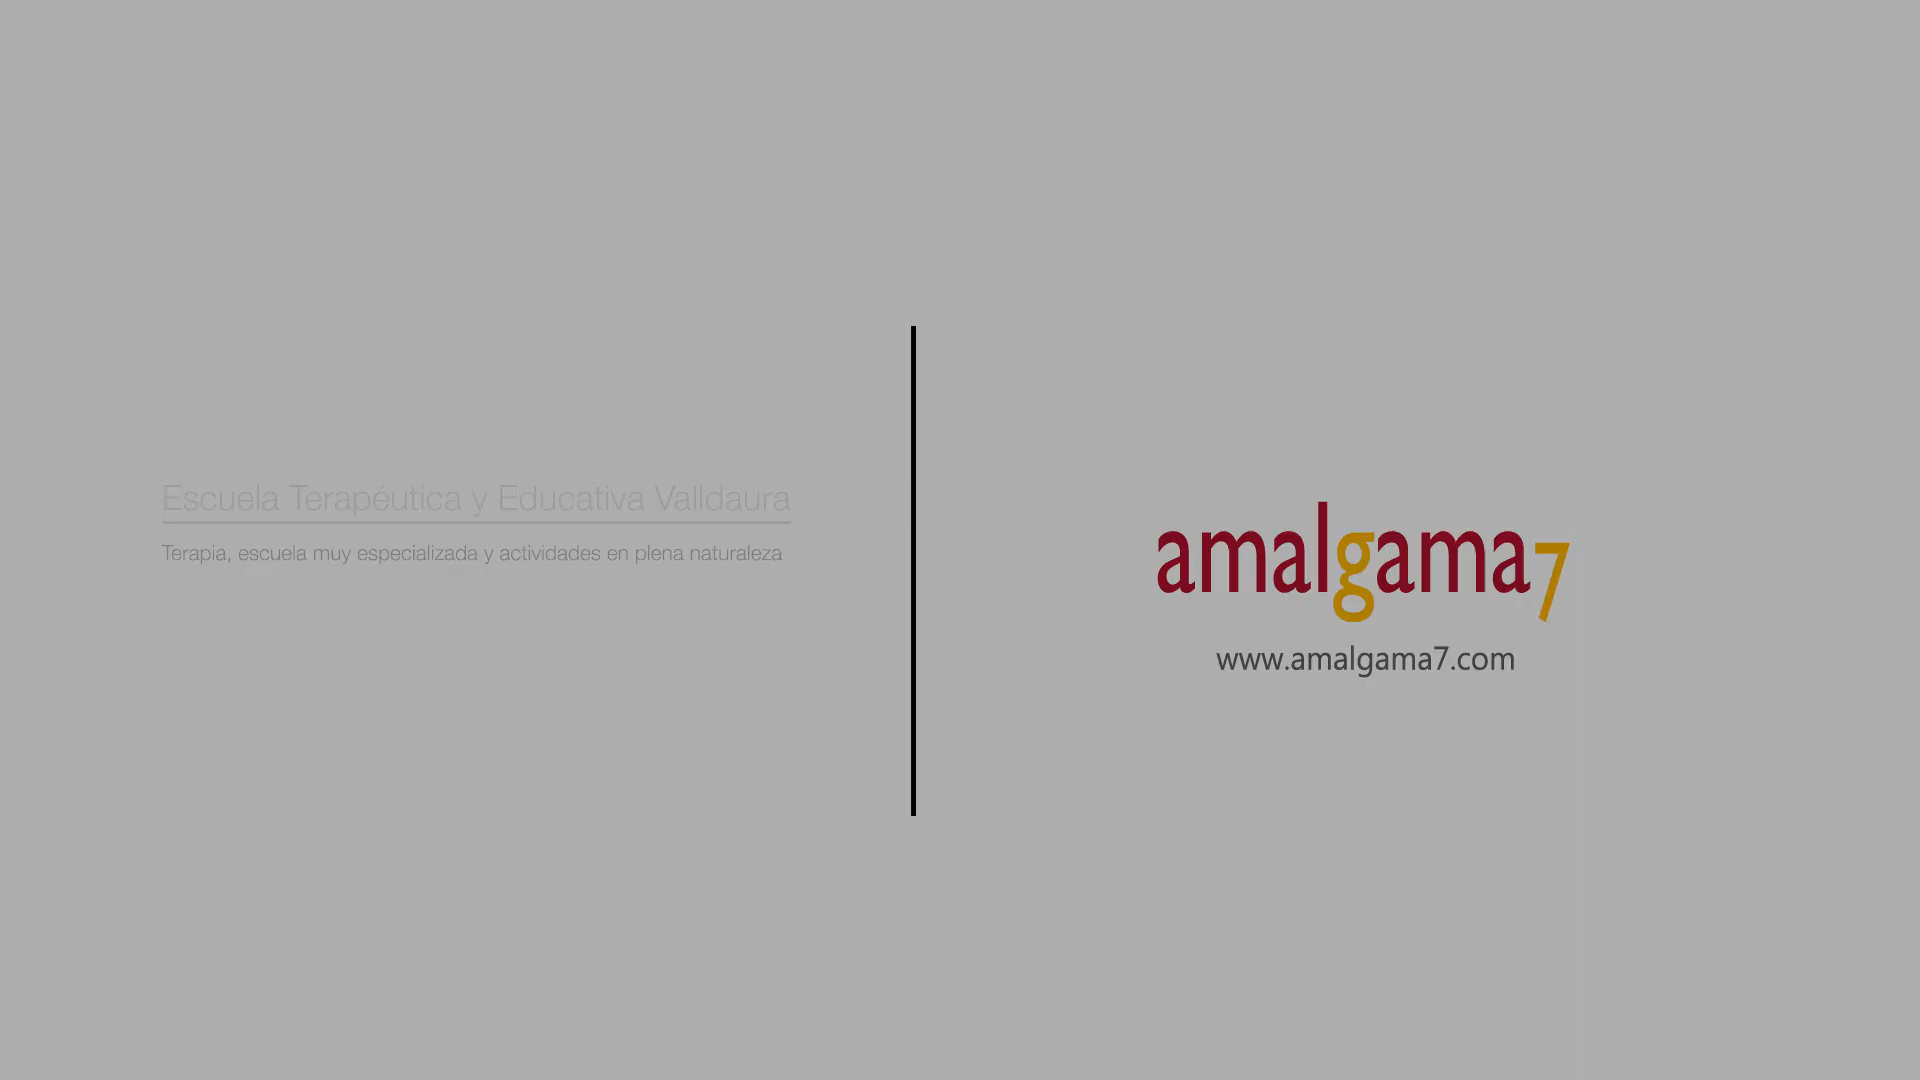 Escuela Terapéutica y Educativa Valldaura
Terapia, escuela muy especializada y actividades en plena naturaleza
amalgama7
www.amalgama7.com